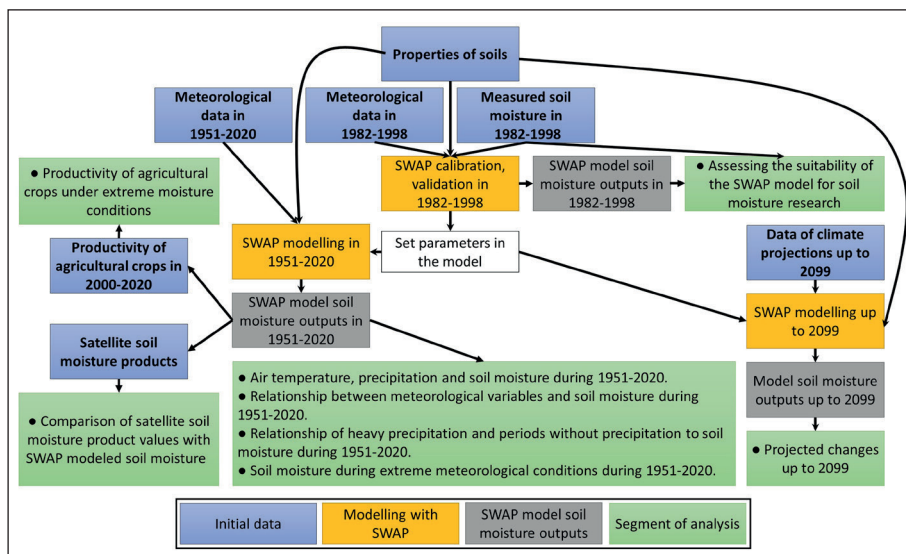 Properties of soils
Meteorological
data in
1951-2020
Meteorological
data in
1982-1998
Measured soil
moisture in
1982-1998
● Productivity of agricultural
crops under extreme moisture
conditions
SWAP calibration,
validation in
1982-1998
SWAP model soil
moisture outputs in
1982-1998
● Assessing the suitability of
the SWAP model for soil
moisture research
Productivity of
agricultural crops in
2000-2020
SWAP modelling in
1951-2020
Set parameters in
the model
Data of climate
projections up to
2099
SWAP model soil
moisture outputs in
1951-2020
SWAP modelling up
to 2099
Satellite soil
moisture products
● Air temperature, precipitation and soil moisture during 1951-2020.
● Relationship between meteorological variables and soil moisture during
1951-2020.
● Relationship of heavy precipitation and periods without precipitation to soil
moisture during 1951-2020.
● Soil moisture during extreme meteorological conditions during 1951-2020.
Model soil moisture
outputs up to 2099
● Comparison of satellite soil
moisture product values with
SWAP modeled soil moisture
● Projected changes
up to 2099
Initial data
Modelling with
SWAP
SWAP model soil
moisture outputs
Segment of analysis